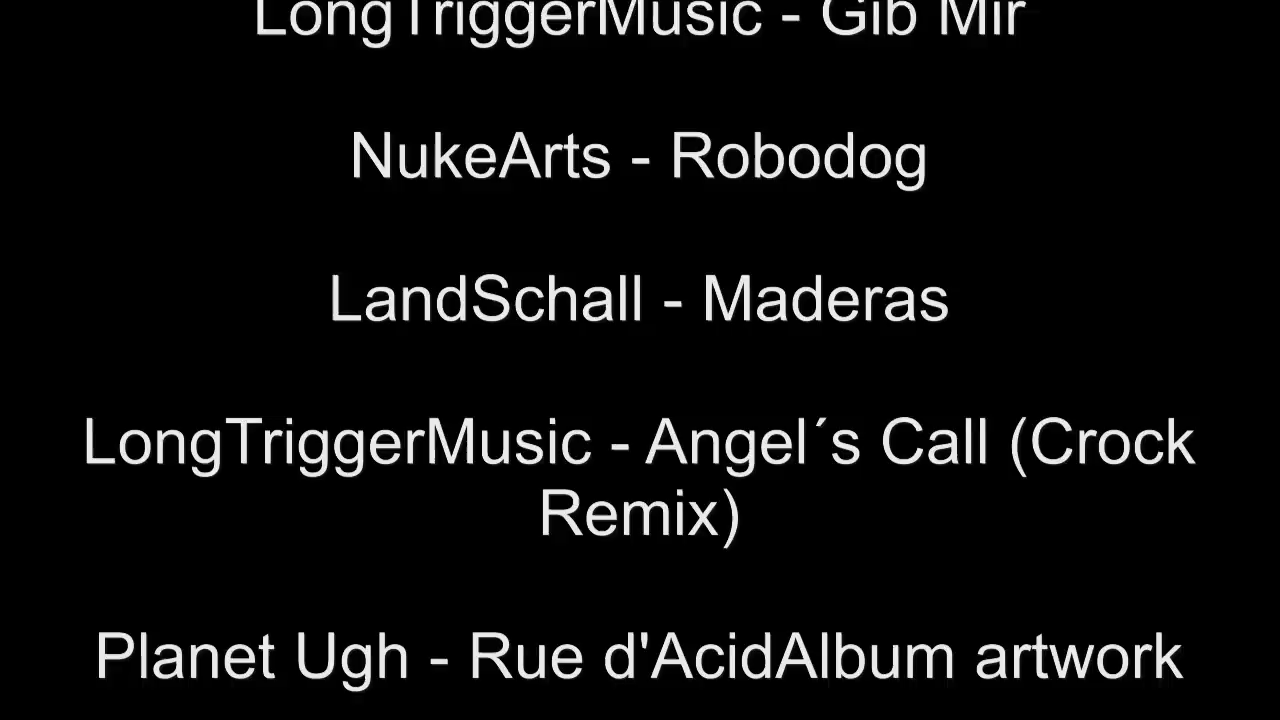 LongTriggerMusic - Gib Mir
NukeArts - Robodog
LandSchall - Maderas
LongTriggerMusic - Angel´s Call (Crock
Remix)
Planet Ugh - Rue d'AcidAlbum artwork